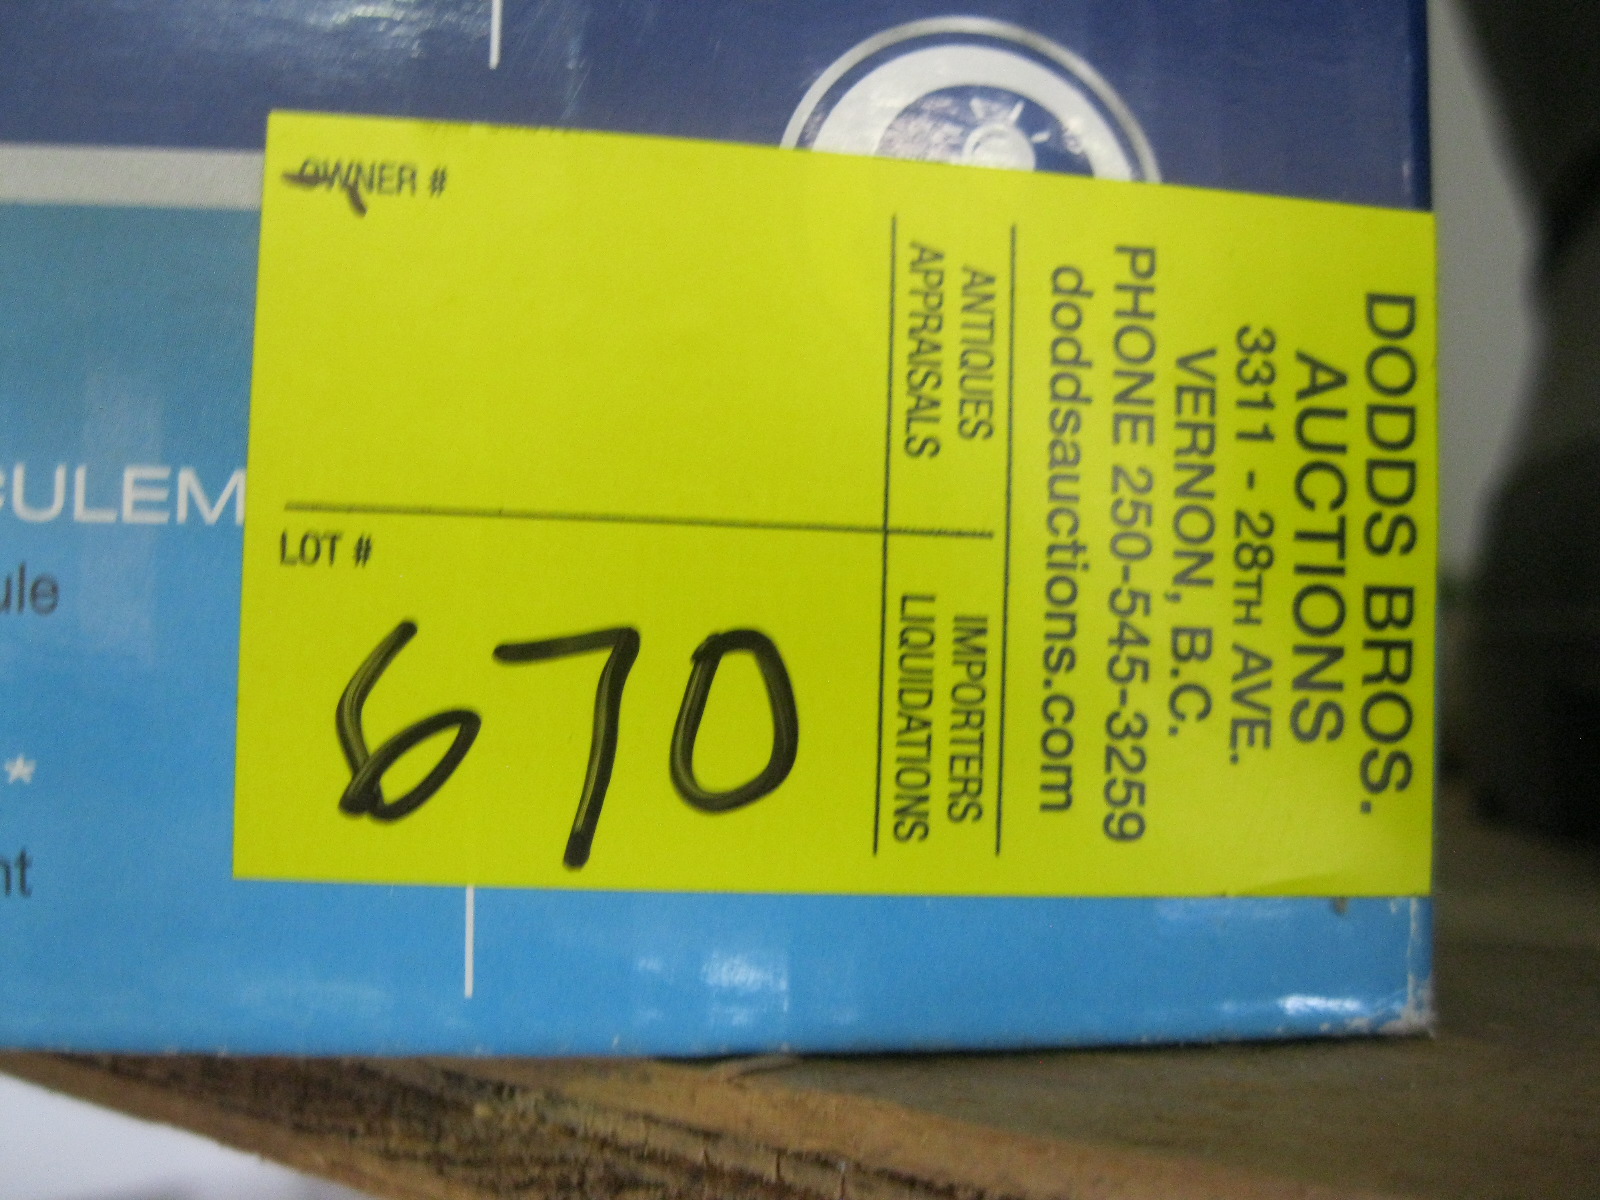 OWNER #
LOT #
670
ANTIQUES
APPRAISALS
IMPORTERS
LIQUIDATIONS
DODDS BROS.
AUCTIONS
3311 - 28TH AVE.
VERNON, B.C.
PHONE 250-545-3259
doddsauctions.com
CULEM
ule
*
nt